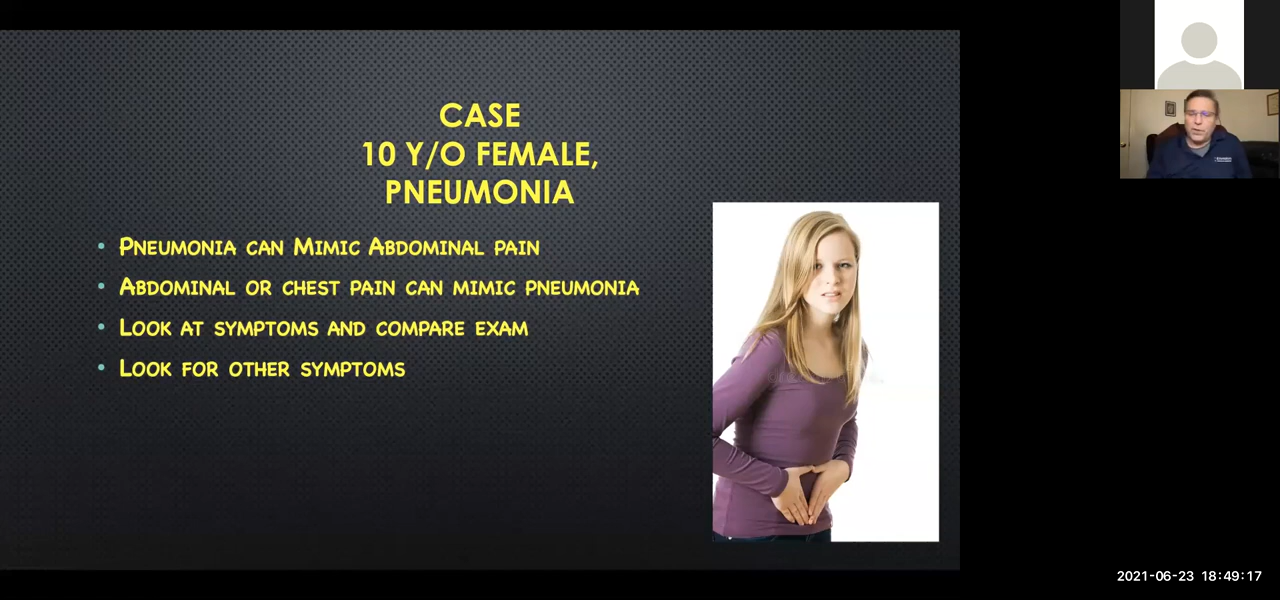 CASE
10 Y/O FEMALE,
PNEUMONIA
• PNEUMONIA CAN MIMIC ABDOMINAL PAIN
• ABDOMINAL OR CHEST PAIN CAN MIMIC PNEUMONIA
• LOOK AT SYMPTOMS AND COMPARE EXAM
• LOOK FOR OTHER SYMPTOMS
2021-06-23 18:49:17